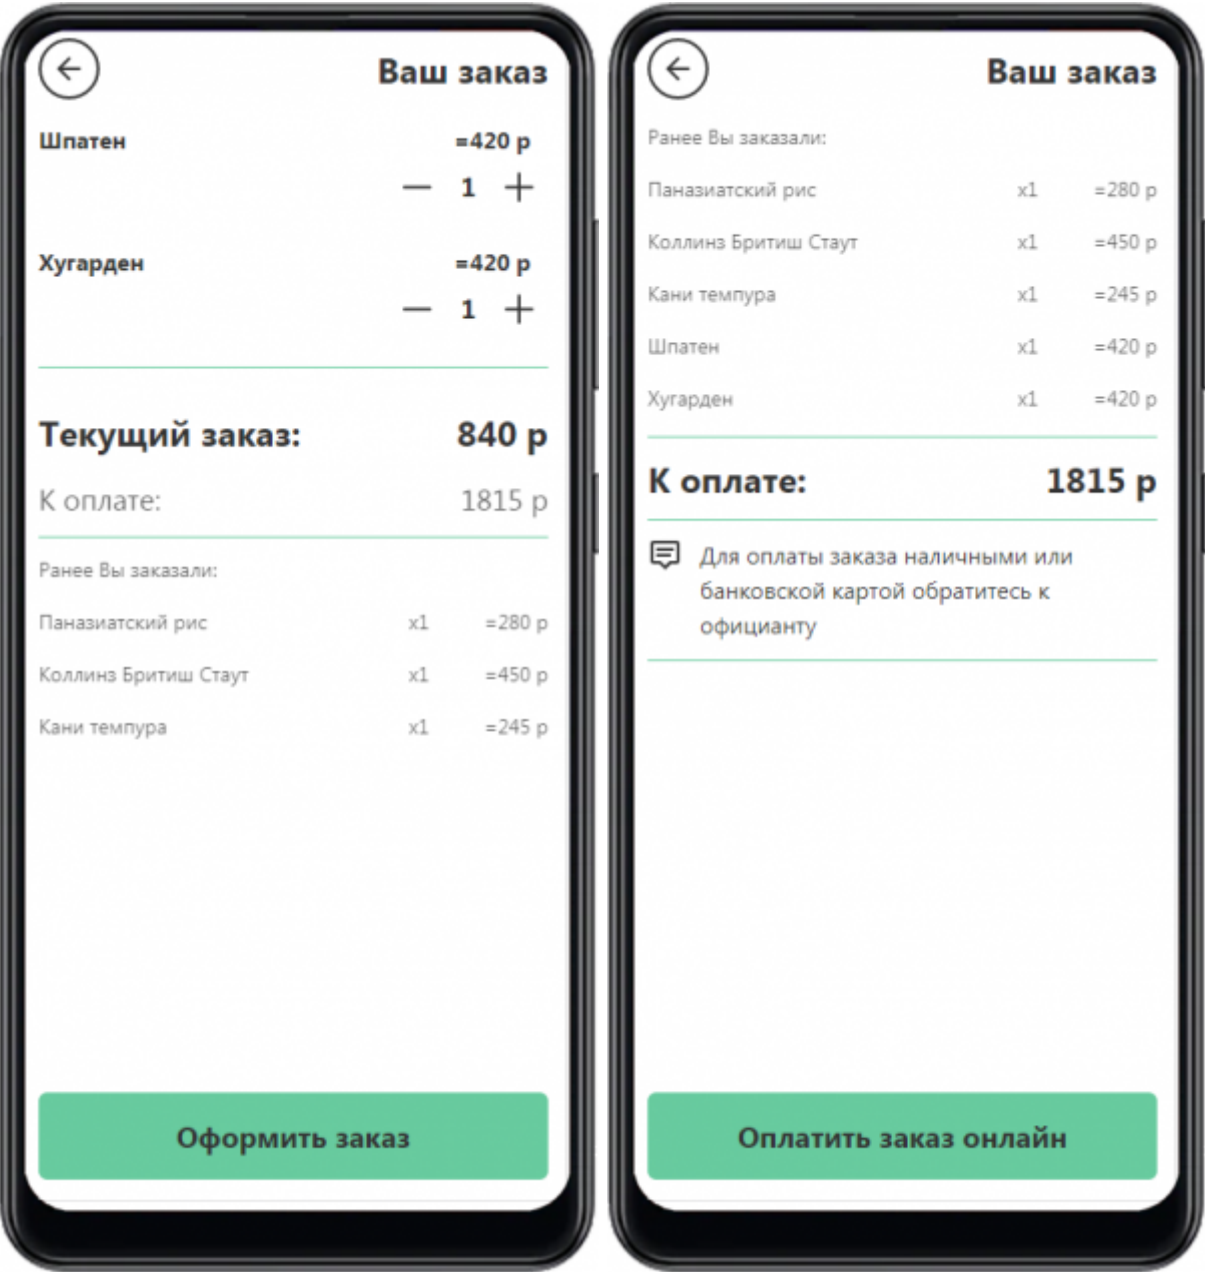 Ваш заказ
Шпатен =420 р
— 1 +
Хугарден =420 р
— 1 +
Текущий заказ: 840 р
К оплате: 1815 р
Ранее Вы заказали:
Паназиатский рис x1 =280 р
Коллинз Бритиш Стаут x1 =450 р
Кани темпура x1 =245 р
Оформить заказ
Ваш заказ
Ранее Вы заказали:
Паназиатский рис x1 =280 р
Коллинз Бритиш Стаут x1 =450 р
Кани темпура x1 =245 р
Шпатен x1 =420 р
Хугарден x1 =420 р
К оплате: 1815 р
Для оплаты заказа наличными или
банковской картой обратитесь к
официанту
Оплатить заказ онлайн